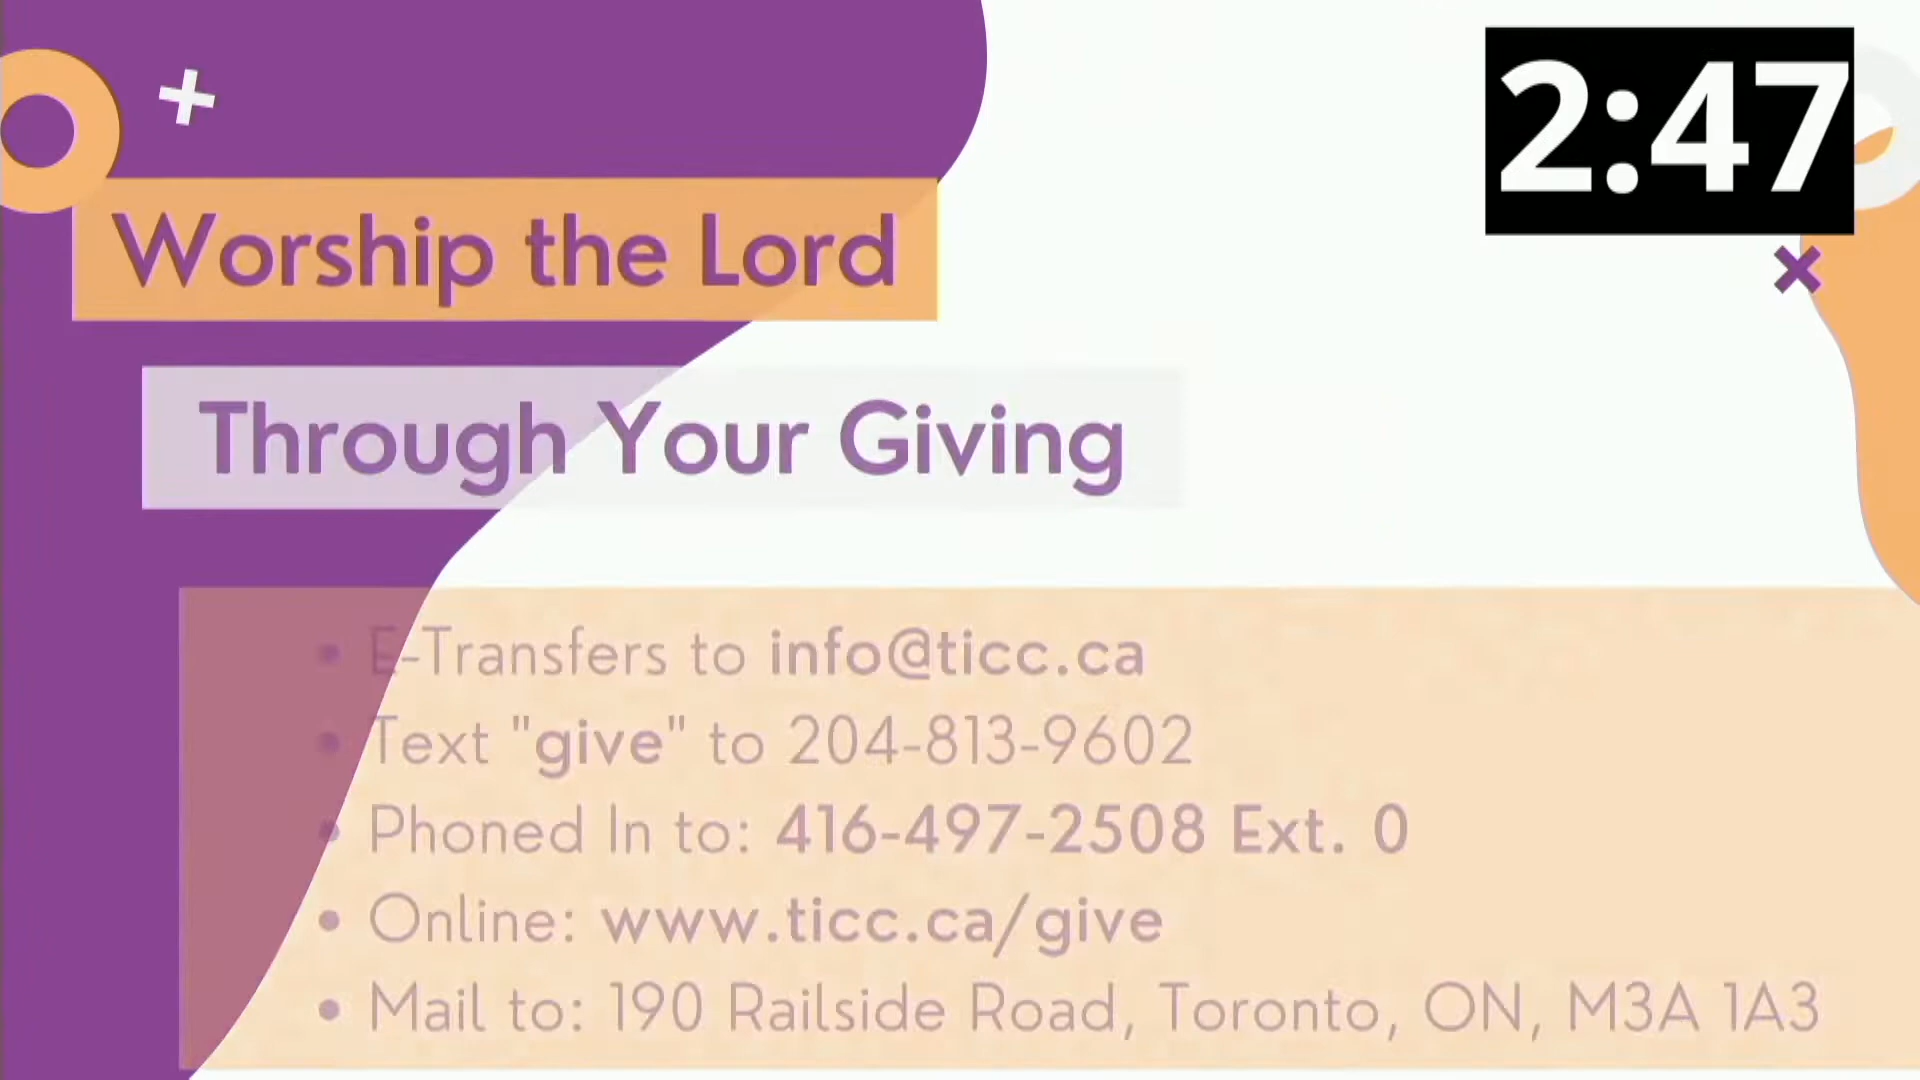 2:47
Worship the Lord
Through Your Giving
• E-Transfers to info@ticc.ca
• Text "give" to 204-813-9602
• Phoned In to: 416-497-2508 Ext. 0
• Online: www.ticc.ca/give
• Mail to: 190 Railside Road, Toronto, ON, M3A 1A3